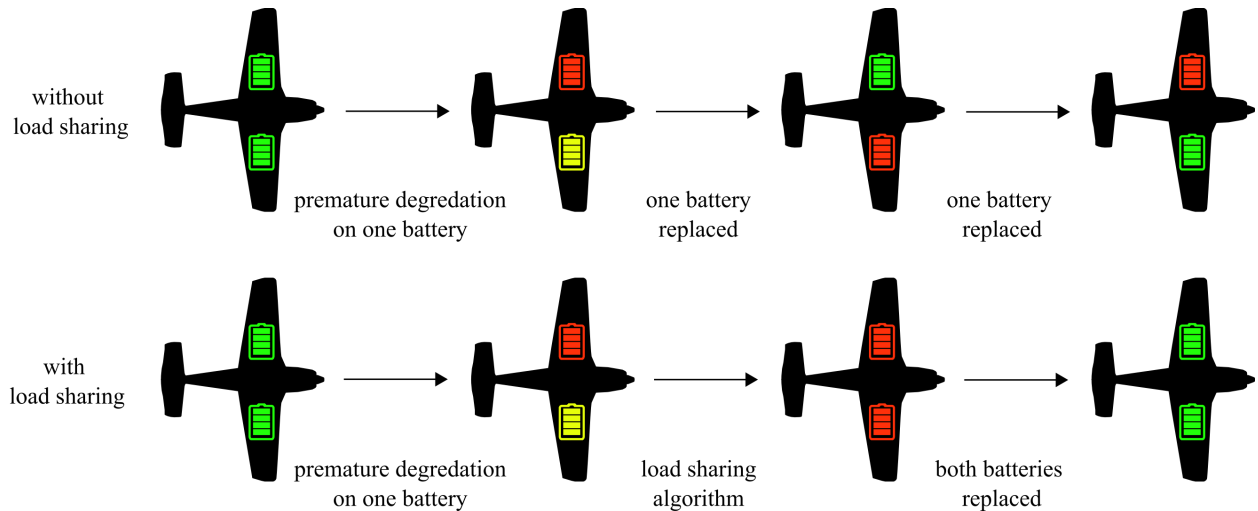 without
load sharing
premature degredation
on one battery
one battery
replaced
one battery
replaced
with
load sharing
premature degredation
on one battery
load sharing
algorithm
both batteries
replaced